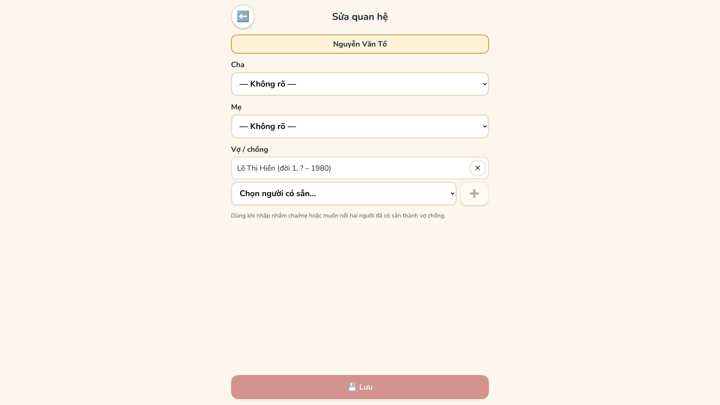 Sửa quan hệ
Nguyễn Văn Tổ
Cha
— Không rõ —
Mẹ
— Không rõ —
Vợ / chồng
Lê Thị Hiền (đời 1, ? – 1980)
Chọn người có sẵn...
Dùng khi nhập nhầm cha/mẹ hoặc muốn nối hai người đã có sẵn thành vợ chồng.
Lưu